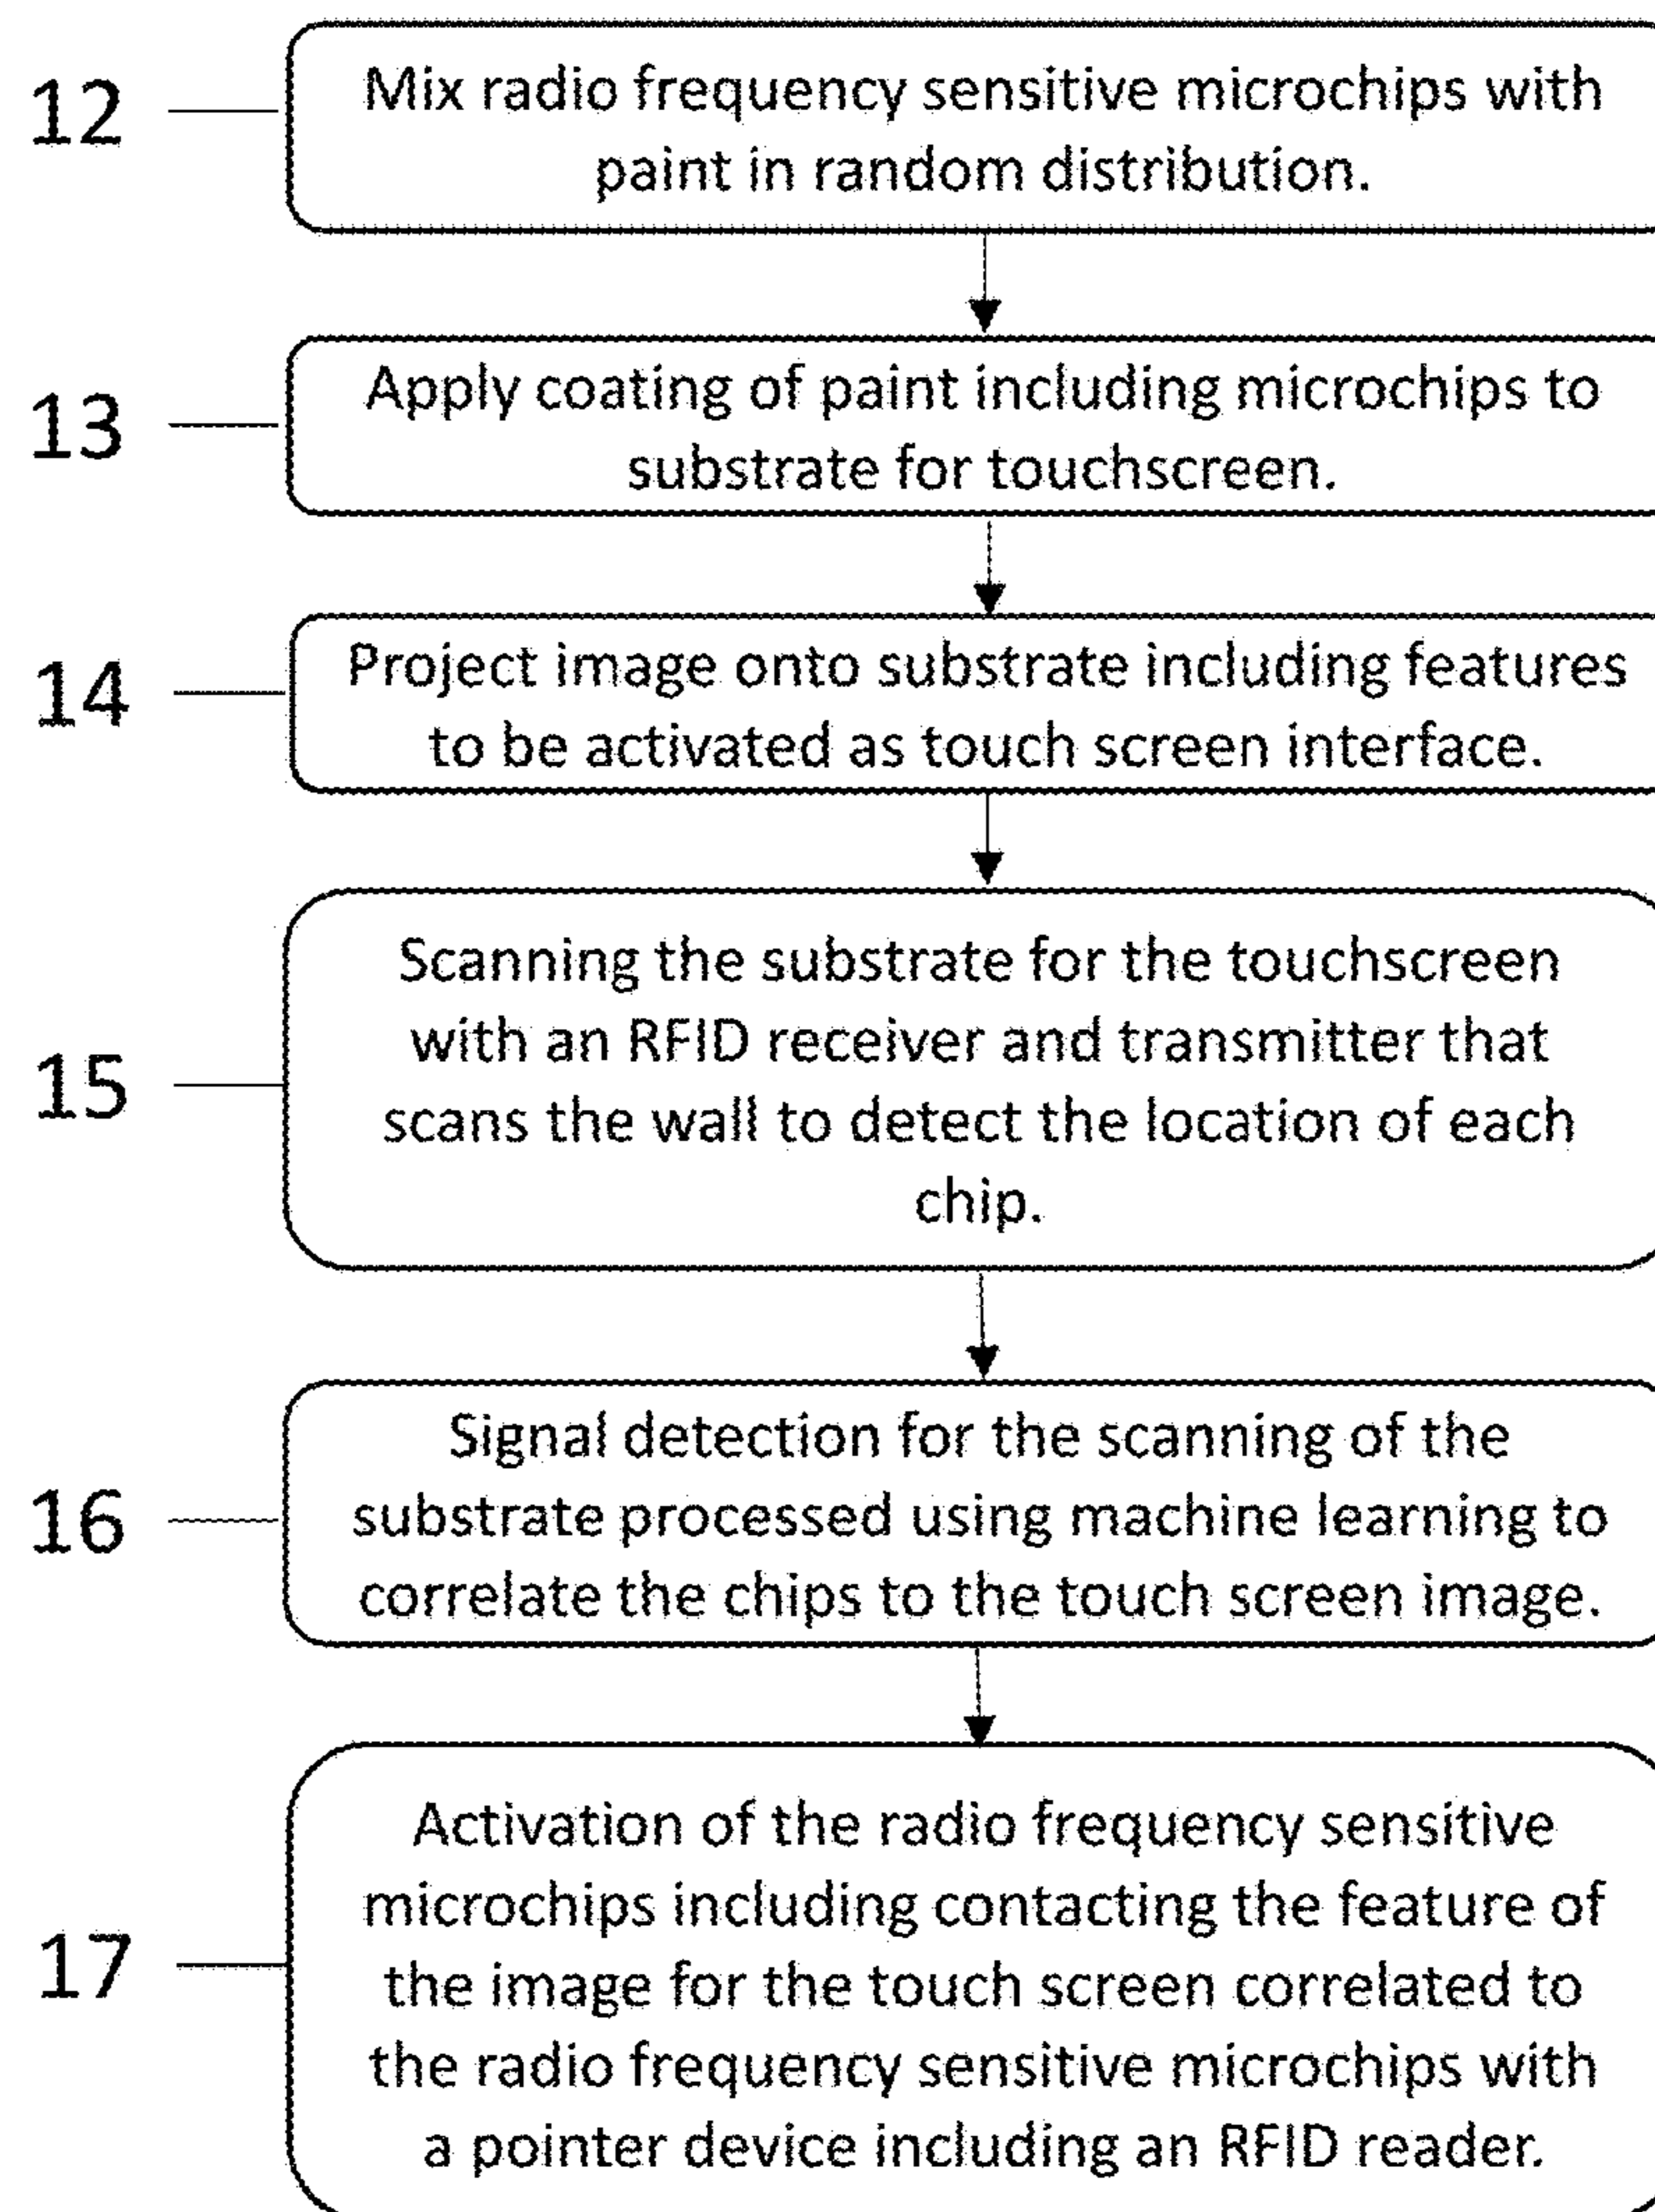 12
Mix radio frequency sensitive microchips with
paint in random distribution.
13
Apply coating of paint including microchips to
substrate for touchscreen.
14
Project image onto substrate including features
to be activated as touch screen interface.
15
Scanning the substrate for the touchscreen
with an RFID receiver and transmitter that
scans the wall to detect the location of each
chip.
16
Signal detection for the scanning of the
substrate processed using machine learning to
correlate the chips to the touch screen image.
17
Activation of the radio frequency sensitive
microchips including contacting the feature of
the image for the touch screen correlated to
the radio frequency sensitive microchips with
a pointer device including an RFID reader.